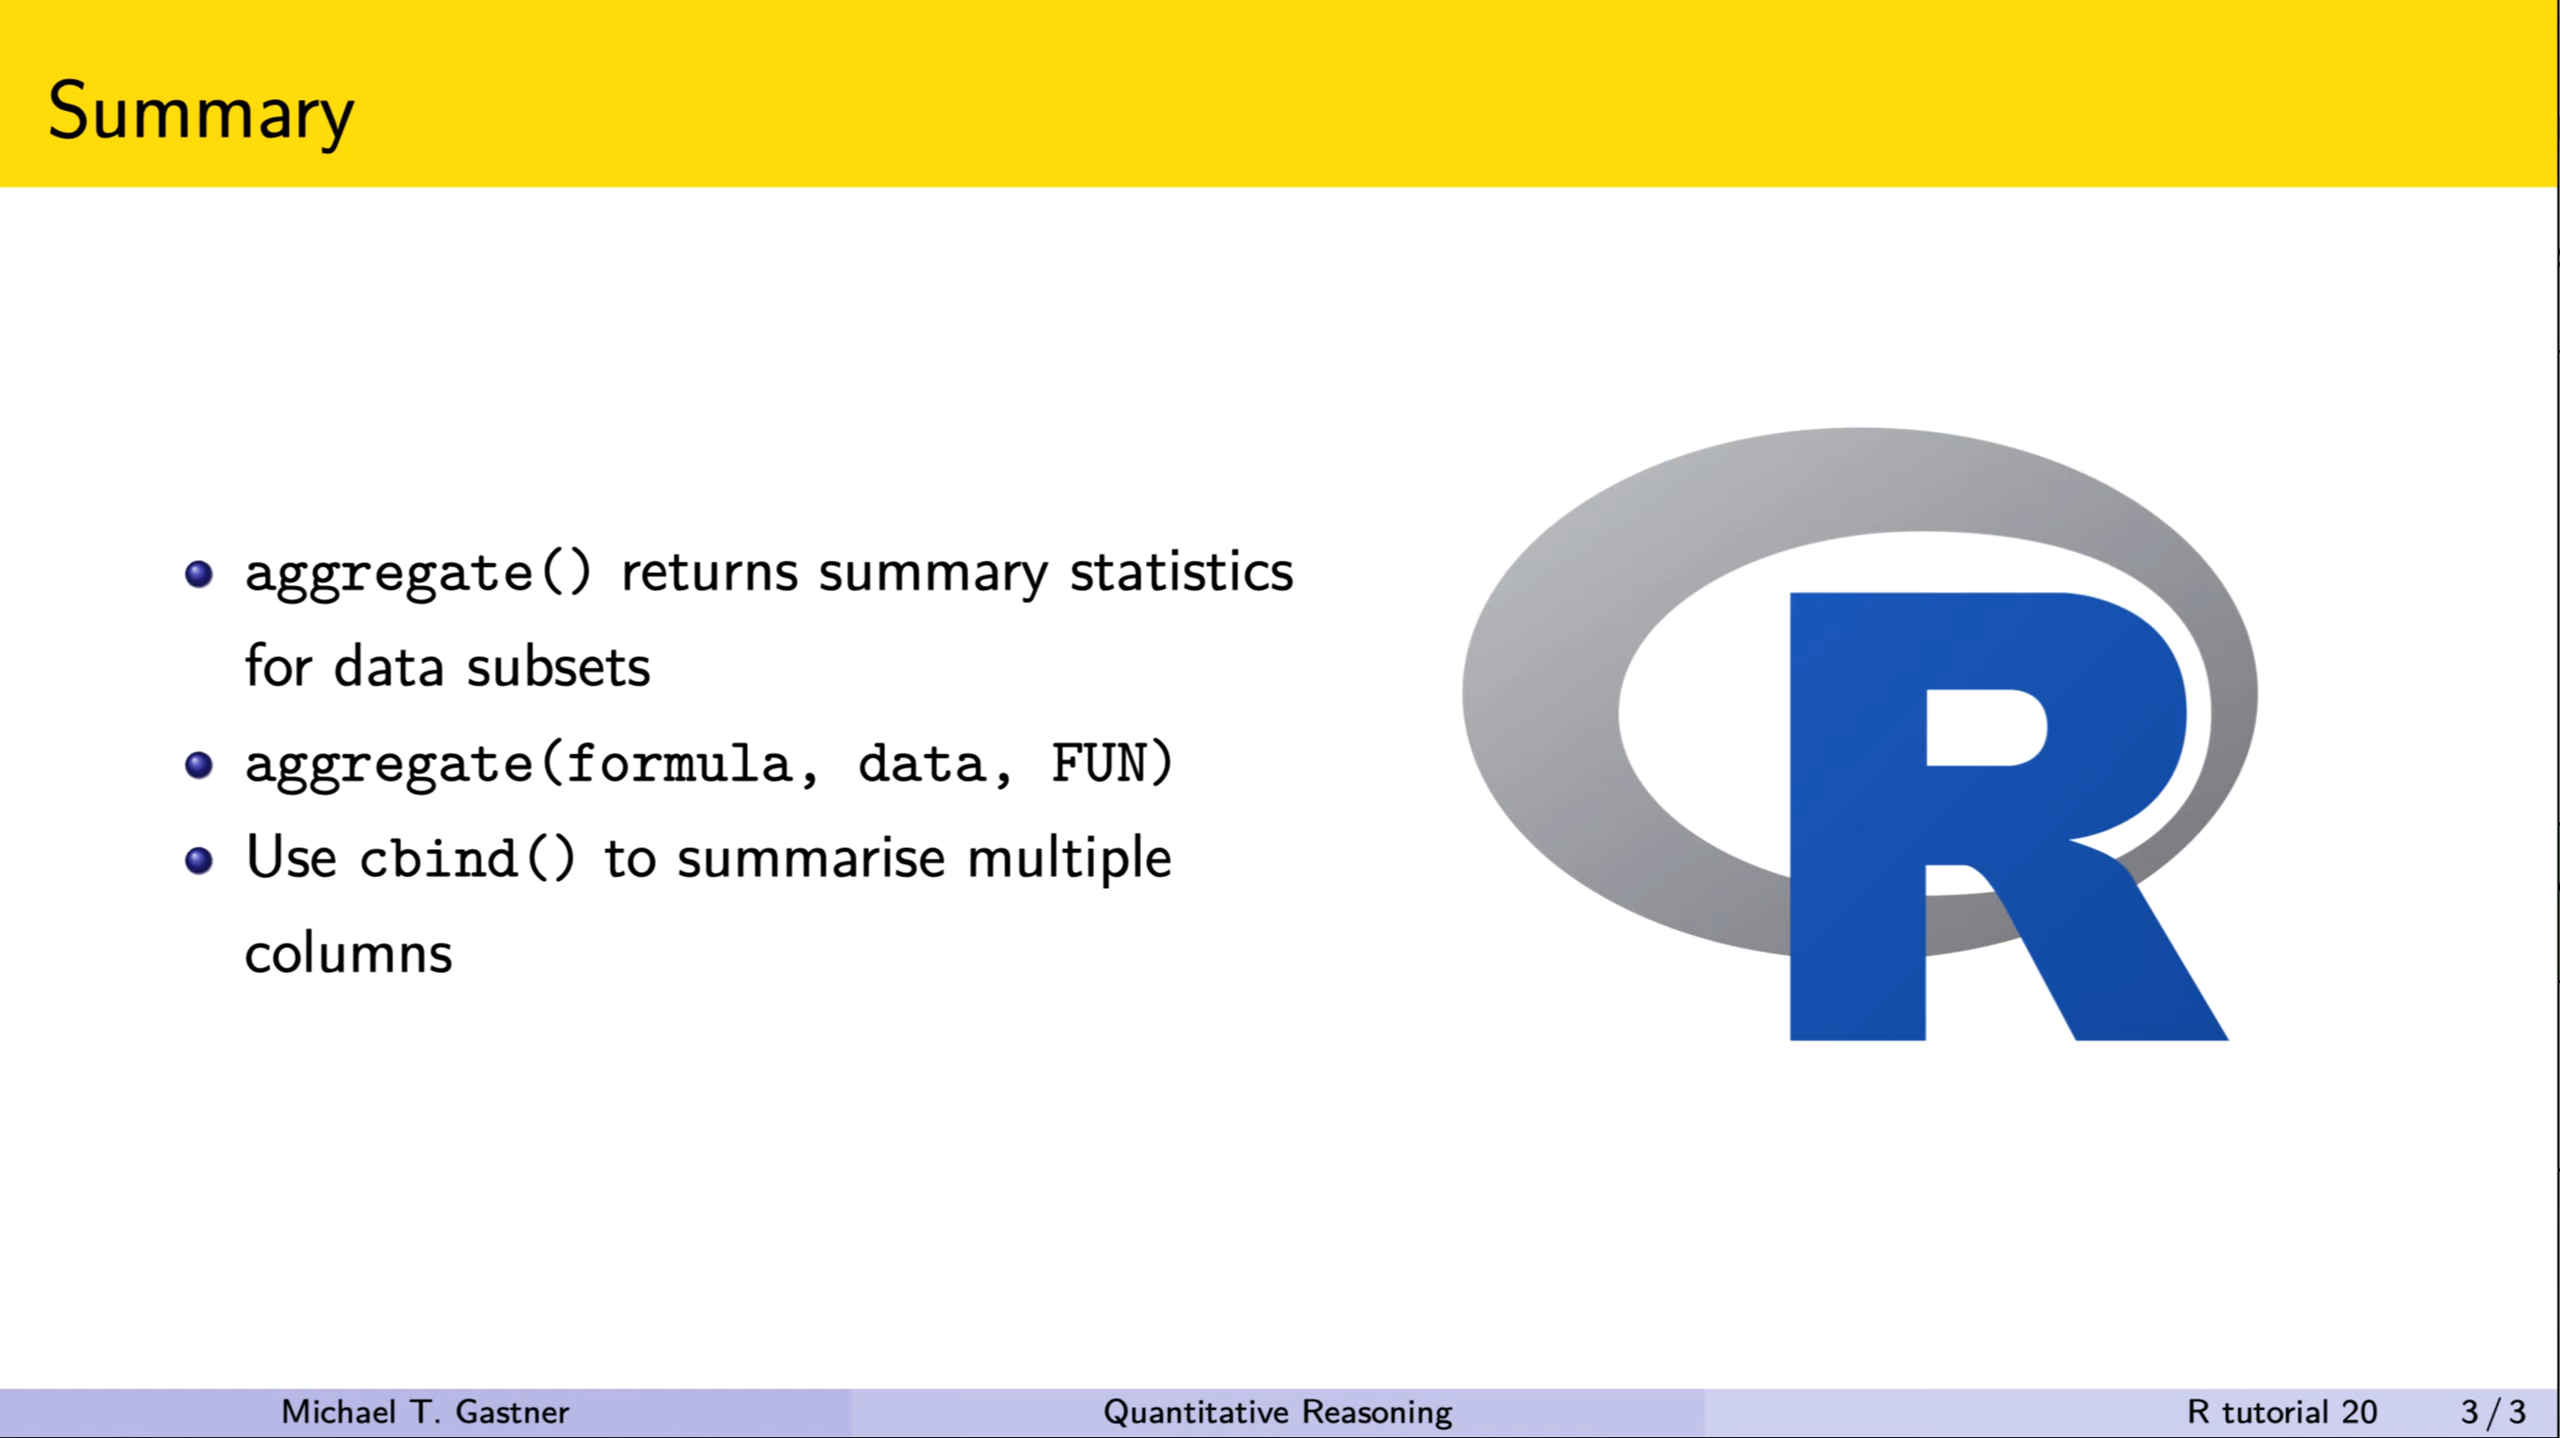 Summary
aggregate() returns summary statistics
for data subsets
aggregate(formula, data, FUN)
Use cbind() to summarise multiple
columns
R
Michael T. Gastner
Quantitative Reasoning
R tutorial 20
3 / 3